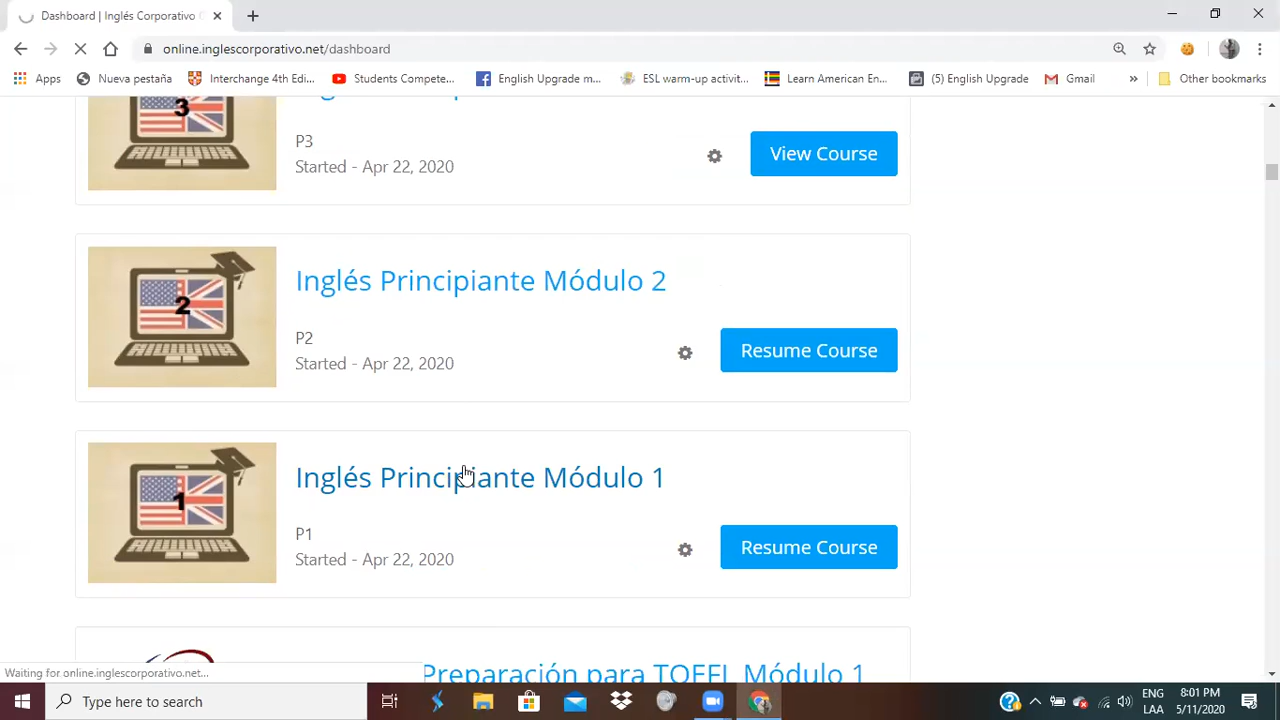 Dashboard | Inglés Corporativo
online.inglescorporativo.net/dashboard
Apps
Nueva pestaña
Interchange 4th Edi...
Students Compete...
English Upgrade m...
ESL warm-up activit...
Learn American En...
(5) English Upgrade
Gmail
»
Other bookmarks
3
P3
Started - Apr 22, 2020
View Course
2
Inglés Principiante Módulo 2
P2
Started - Apr 22, 2020
Resume Course
1
Inglés Principiante Módulo 1
P1
Started - Apr 22, 2020
Resume Course
Preparación para TOEFL Módulo 1
Waiting for online.inglescorporativo.net...
Type here to search
ENG
LAA
8:01 PM
5/11/2020